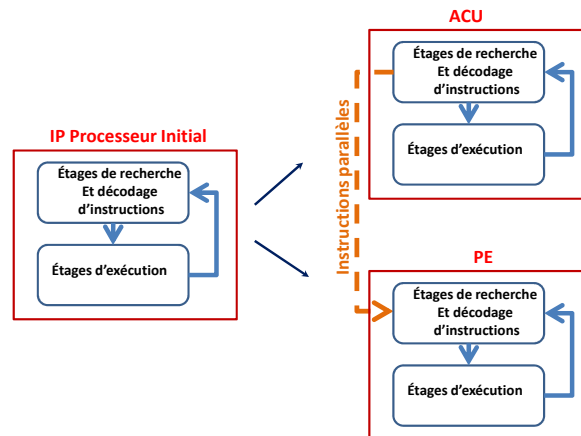 IP Processeur Initial
Étages de recherche
Et décodage
d'instructions
Étages d'exécution
ACU
Étages de recherche
Et décodage
d'instructions
Étages d'exécution
Instructions parallèles
PE
Étages de recherche
Et décodage
d'instructions
Étages d'exécution